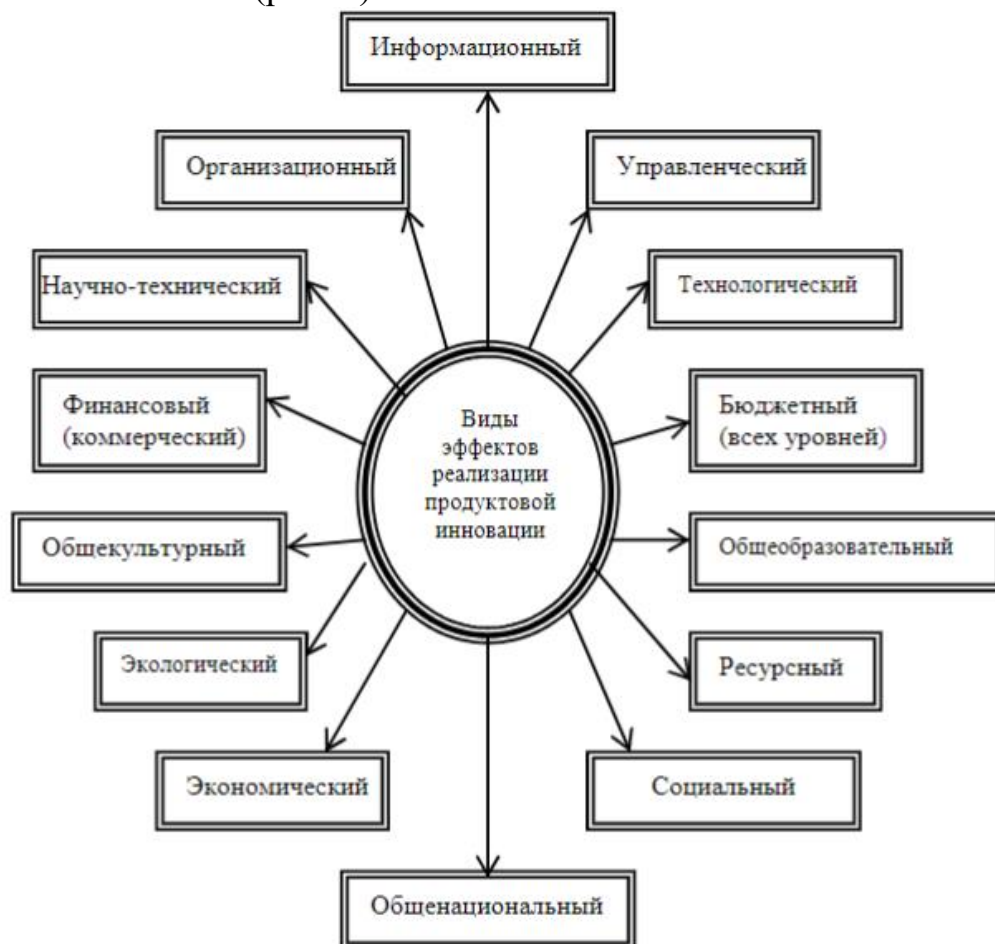 Информационный
Организационный
Управленческий
Научно-технический
Технологический
Финансовый
(коммерческий)
Виды
эффектов
реализации
продуктовой
инновации
Бюджетный
(всех уровней)
Общекультурный
Общеобразовательный
Экологический
Ресурсный
Экономический
Социальный
Общенациональный